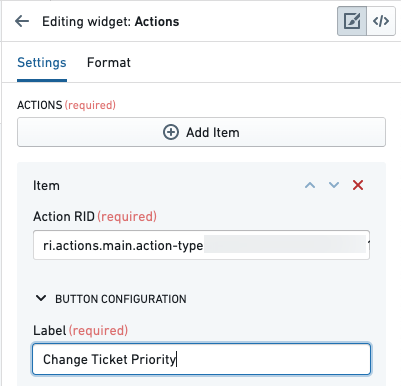 Editing widget: Actions
Settings Format
ACTIONS (required)
Add Item
Item
Action RID (required)
ri.actions.main.action-type
BUTTON CONFIGURATION
Label (required)
Change Ticket Priority